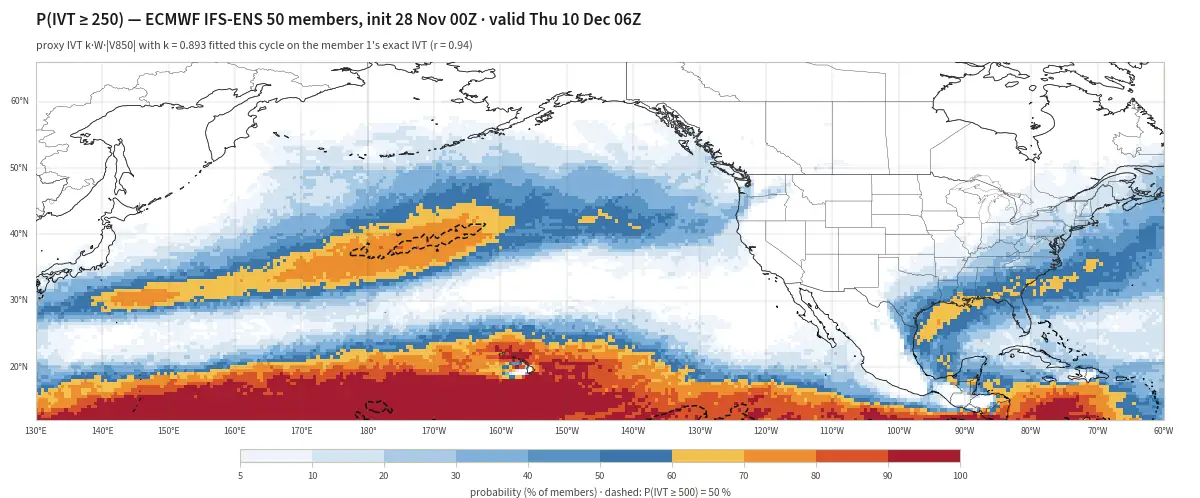 P(IVT ≥ 250) — ECMWF IFS-ENS 50 members, init 28 Nov 00Z · valid Thu 10 Dec 06Z
proxy IVT k·W·|V850| with k = 0.893 fitted this cycle on the member 1's exact IVT (r = 0.94)
60°N
50°N
40°N
30°N
20°N
130°E 140°E 150°E 160°E 170°E 180° 170°W 160°W 150°W 140°W 130°W 120°W 110°W 100°W 90°W 80°W 70°W 60°W
5 10 20 30 40 50 60 70 80 90 100
probability (% of members) · dashed: P(IVT ≥ 500) = 50 %